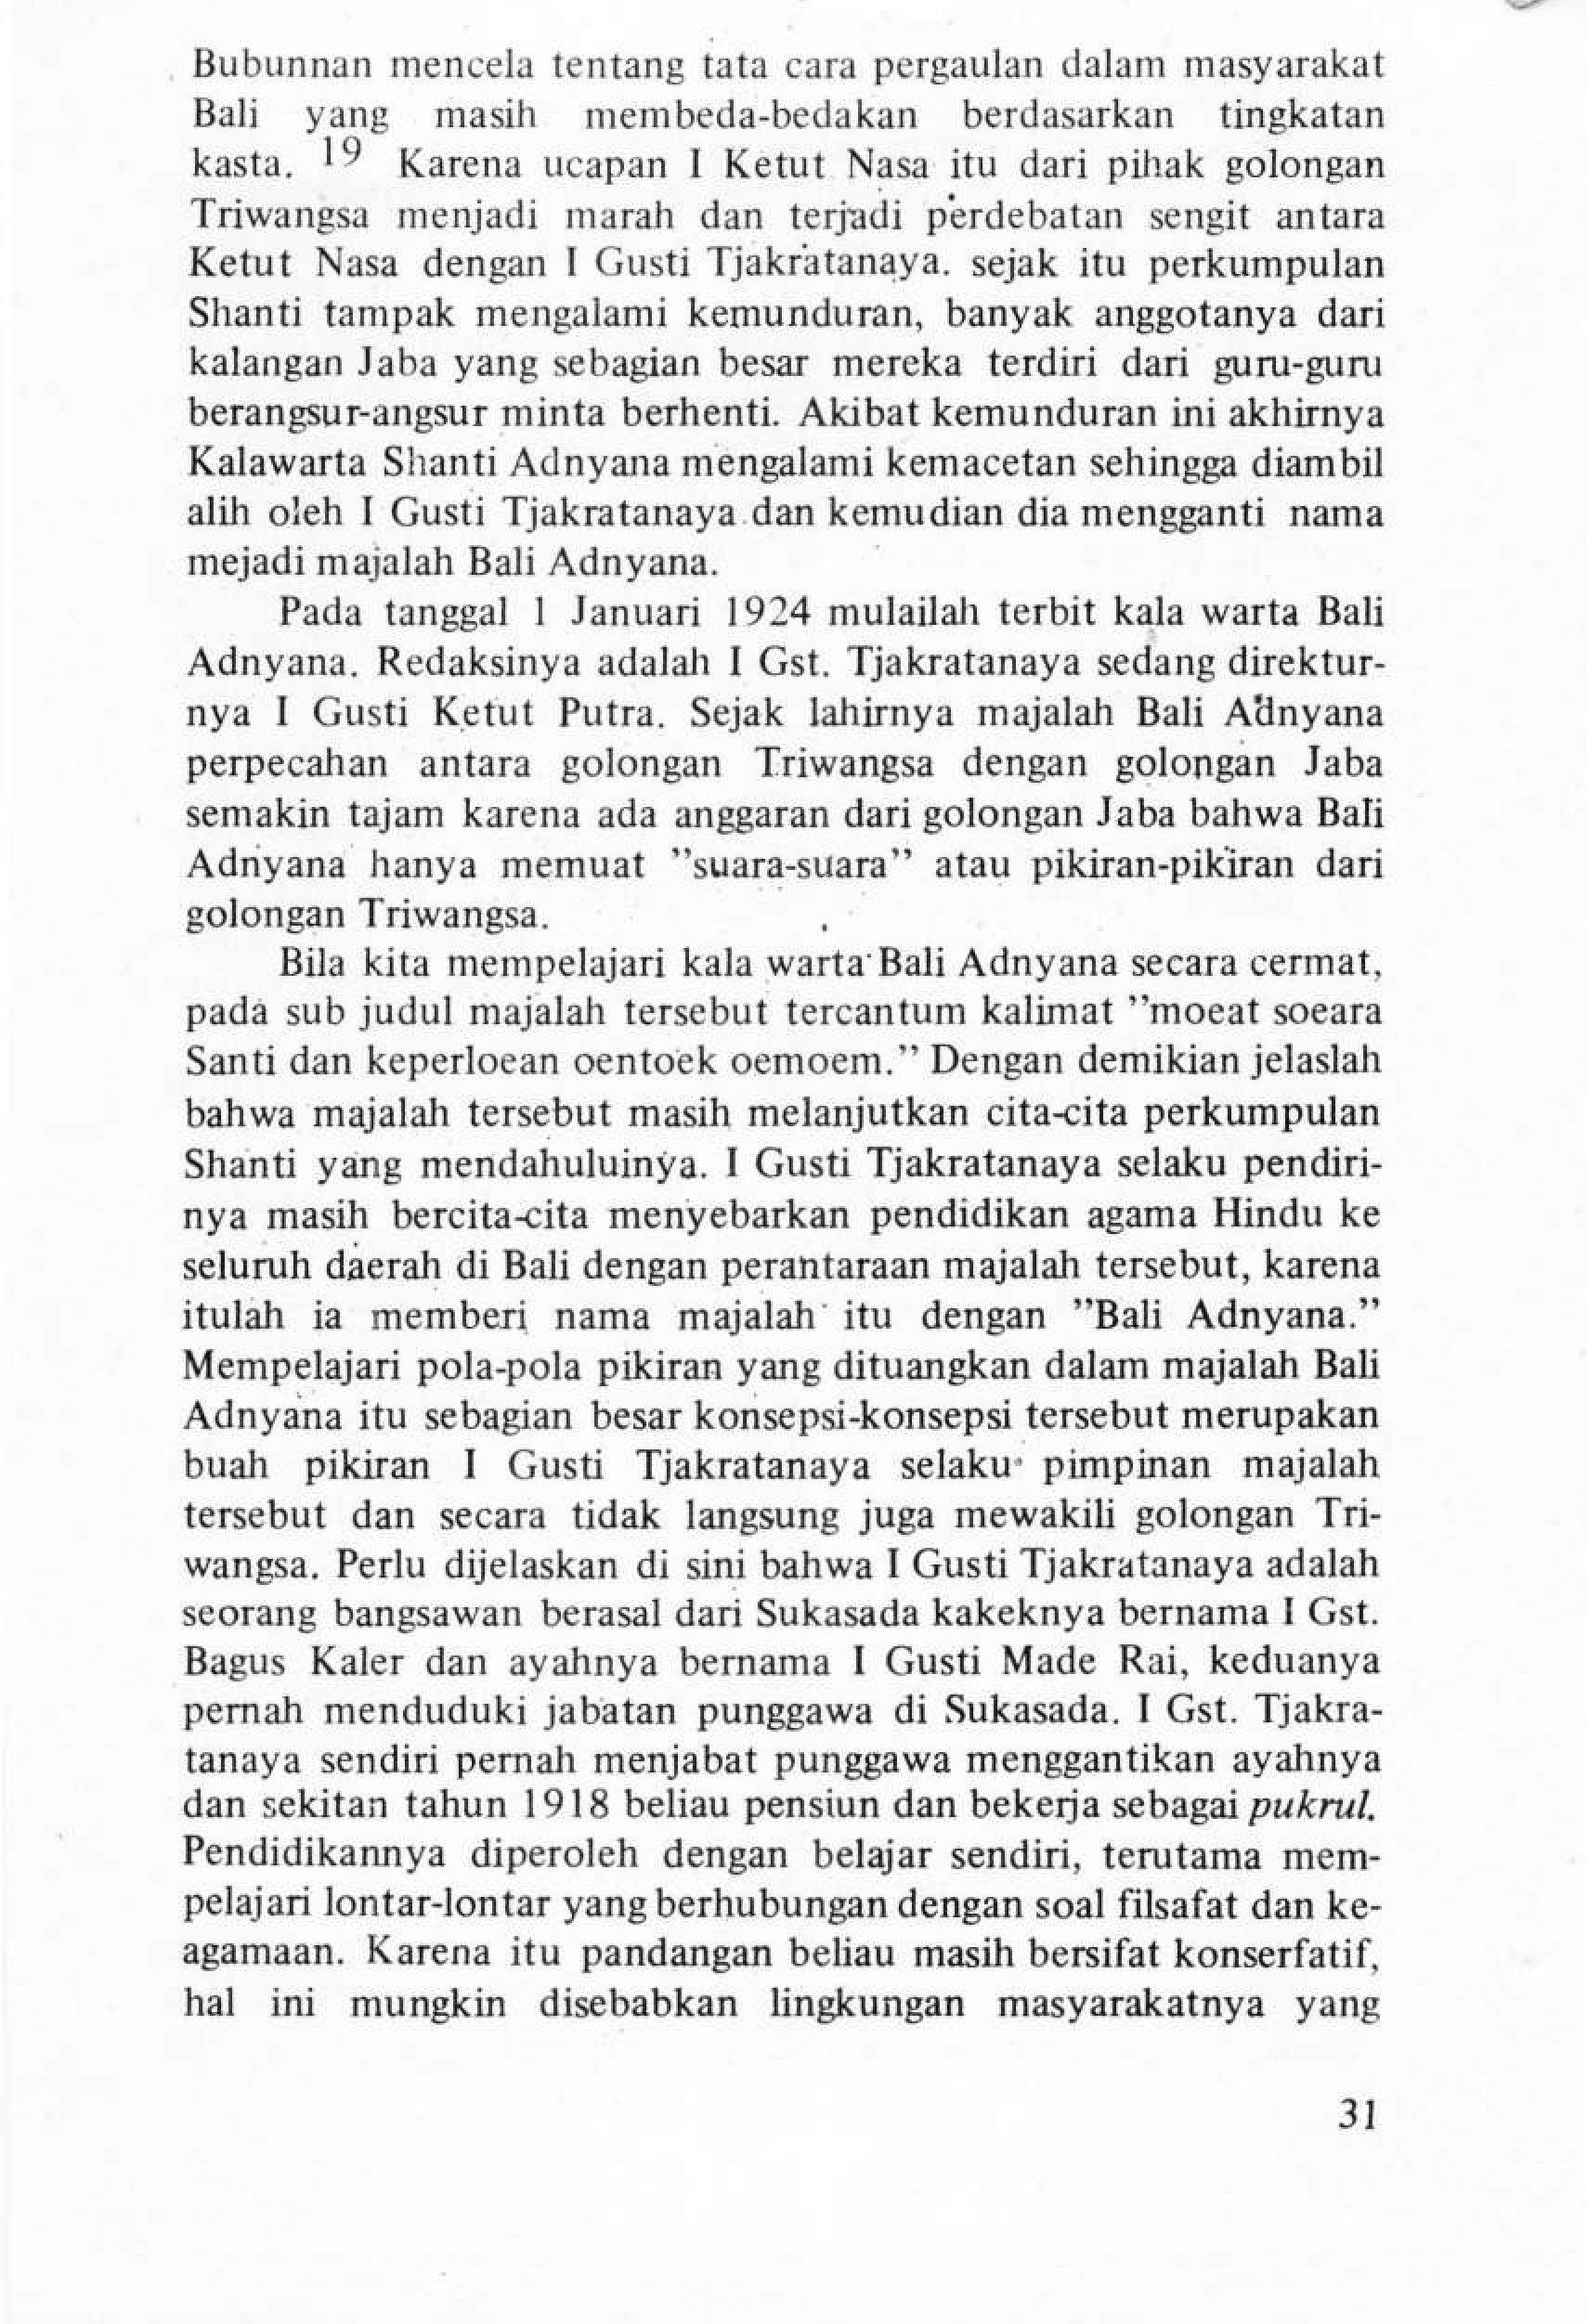 Bubunnan mencela tentang tata cara pergaulan dalam masyarakat
Bali yang masih membeda-bedakan berdasarkan tingkatan
kasta. 19 Karena ucapan I Ketut Nasa itu dari pihak golongan
Triwangsa menjadi marah dan terjadi perdebatan sengit antara
Ketut Nasa dengan I Gusti Tjakratanaya. sejak itu perkumpulan
Shanti tampak mengalami kemunduran, banyak anggotanya dari
kalangan Jaba yang sebagian besar mereka terdiri dari guru-guru
berangsur-angsur minta berhenti. Akibat kemunduran ini akhirnya
Kalawarta Shanti Adnyana mengalami kemacetan sehingga diambil
alih oleh I Gusti Tjakratanaya dan kemudian dia mengganti nama
mejadi majalah Bali Adnyana.
Pada tanggal 1 Januari 1924 mulailah terbit kala warta Bali
Adnyana. Redaksinya adalah I Gst. Tjakratanaya sedang direktur-
nya I Gusti Ketut Putra. Sejak lahirnya majalah Bali Adnyana
perpecahan antara golongan Triwangsa dengan golongan Jaba
semakin tajam karena ada anggaran dari golongan Jaba bahwa Bali
Adnyana hanya memuat ”suara-suara” atau pikiran-pikiran dari
golongan Triwangsa.
Bila kita mempelajari kala warta Bali Adnyana secara cermat,
pada sub judul majalah tersebut tercantum kalimat ”moeat soeara
Santi dan keperloean oentoek oemoem.” Dengan demikian jelaslah
bahwa majalah tersebut masih melanjutkan cita-cita perkumpulan
Shanti yang mendahuluinya. I Gusti Tjakratanaya selaku pendiri-
nya masih bercita-cita menyebarkan pendidikan agama Hindu ke
seluruh daerah di Bali dengan perantaraan majalah tersebut, karena
itulah ia memberi nama majalah itu dengan ”Bali Adnyana.”
Mempelajari pola-pola pikiran yang dituangkan dalam majalah Bali
Adnyana itu sebagian besar konsepsi-konsepsi tersebut merupakan
buah pikiran I Gusti Tjakratanaya selaku pimpinan majalah
tersebut dan secara tidak langsung juga mewakili golongan Tri-
wangsa. Perlu dijelaskan di sini bahwa I Gusti Tjakratanaya adalah
seorang bangsawan berasal dari Sukasada kakeknya bernama I Gst.
Bagus Kaler dan ayahnya bernama I Gusti Made Rai, keduanya
pernah menduduki jabatan punggawa di Sukasada. I Gst. Tjakra-
tanaya sendiri pernah menjabat punggawa menggantikan ayahnya
dan sekitan tahun 1918 beliau pensiun dan bekerja sebagai pukrul.
Pendidikannya diperoleh dengan belajar sendiri, terutama mem-
pelajari lontar-lontar yang berhubungan dengan soal filsafat dan ke-
agamaan. Karena itu pandangan beliau masih bersifat konserfatif,
hal ini mungkin disebabkan lingkungan masyarakatnya yang
31